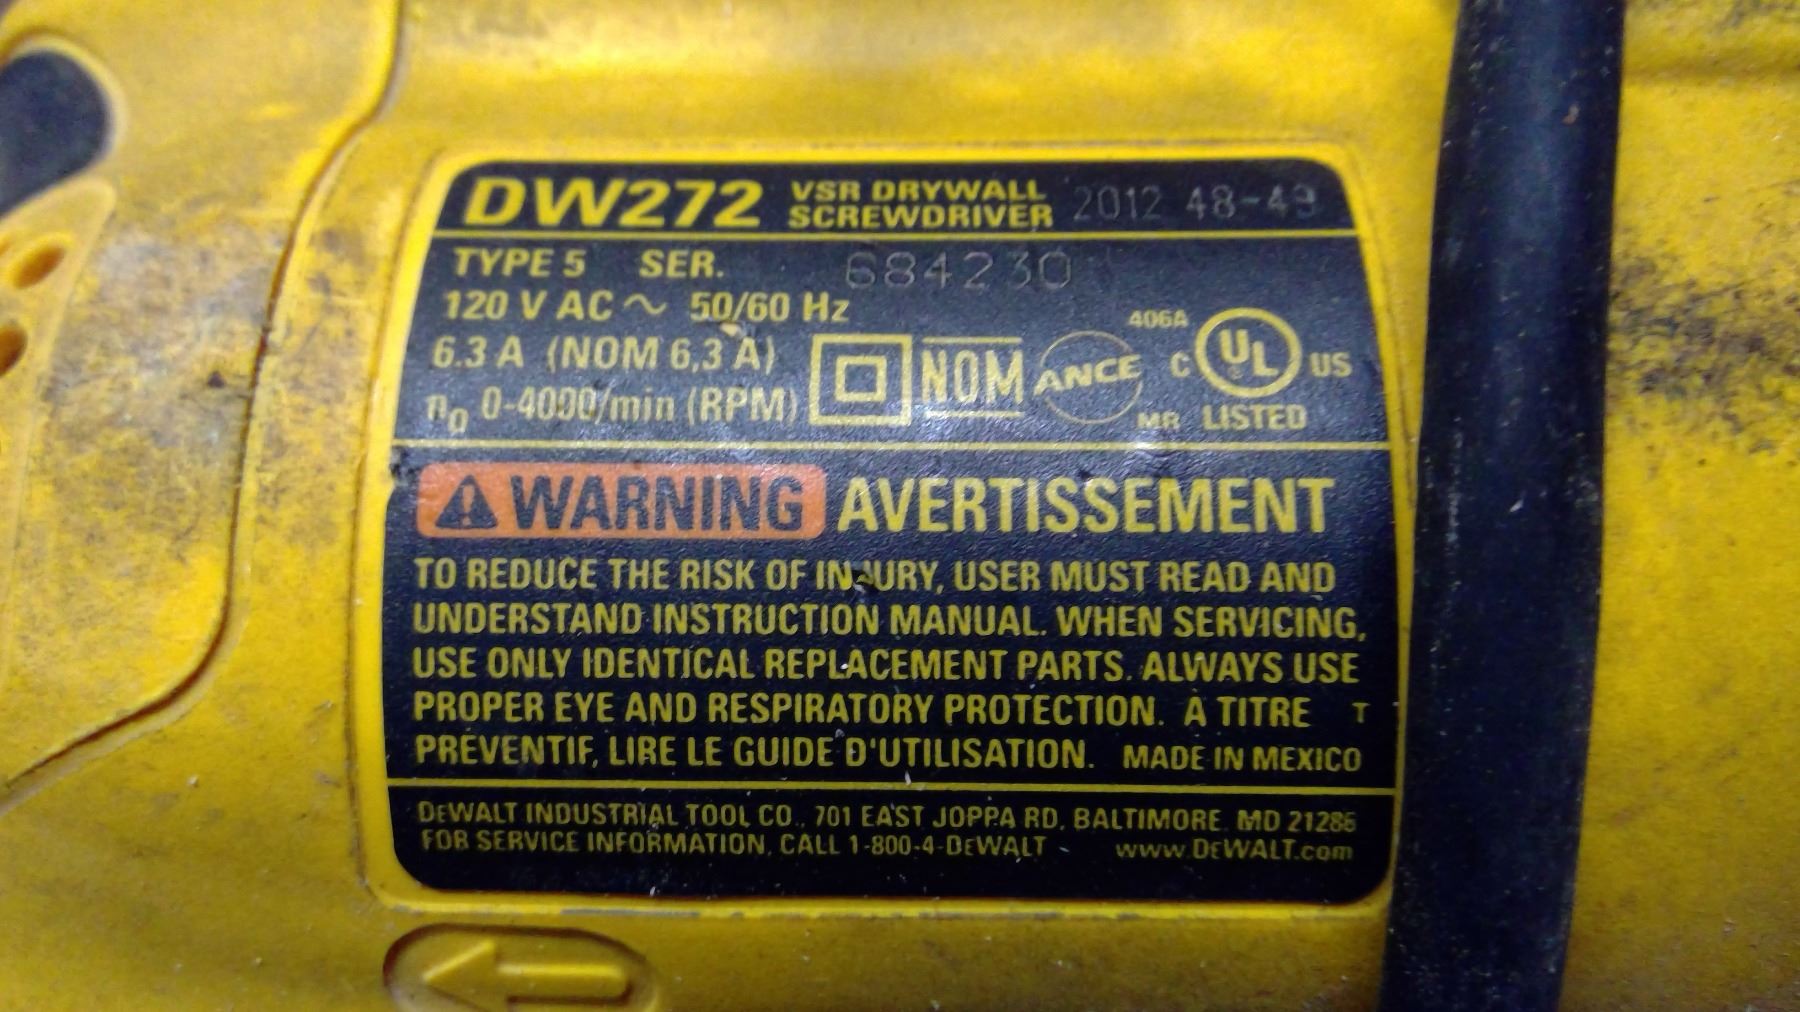 DW272 VSR DRYWALL SCREWDRIVER 2012 48-49
TYPE 5 SER. 684230
120 V AC ~ 50/60 Hz
6.3 A (NOM 6,3 A)
n0 0-4000/min (RPM)
NOM
ANCE
406A
C UL US
MR LISTED
WARNING AVERTISSEMENT
TO REDUCE THE RISK OF INJURY, USER MUST READ AND
UNDERSTAND INSTRUCTION MANUAL. WHEN SERVICING,
USE ONLY IDENTICAL REPLACEMENT PARTS. ALWAYS USE
PROPER EYE AND RESPIRATORY PROTECTION. À TITRE T
PREVENTIF, LIRE LE GUIDE D'UTILISATION. MADE IN MEXICO
DEWALT INDUSTRIAL TOOL CO., 701 EAST JOPPA RD, BALTIMORE, MD 21286
FOR SERVICE INFORMATION, CALL 1-800-4-DEWALT www.DEWALT.com